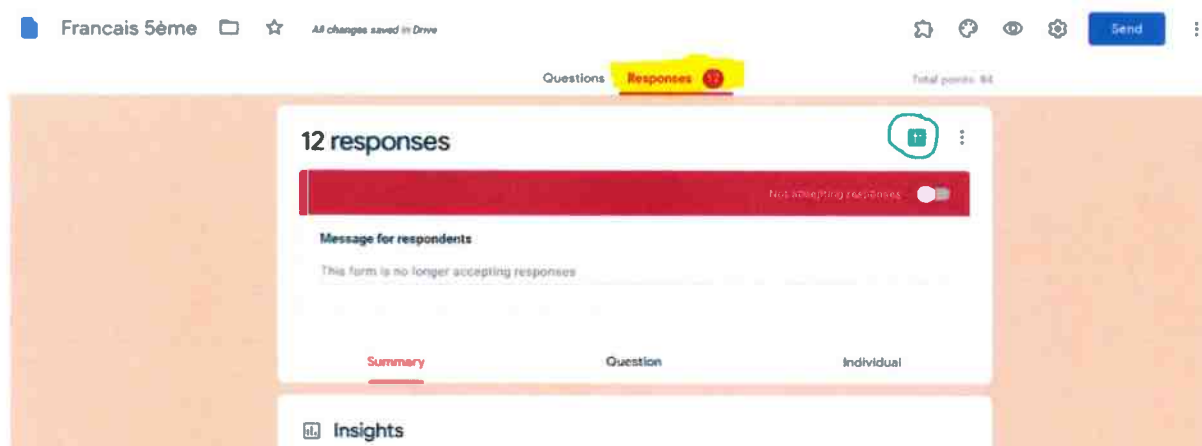 Francais 5ème
All changes saved in Drive
Send
Questions
Responses 12
Total points: 84
12 responses
Not accepting responses
Message for respondents
This form is no longer accepting responses
Summary
Question
Individual
Insights